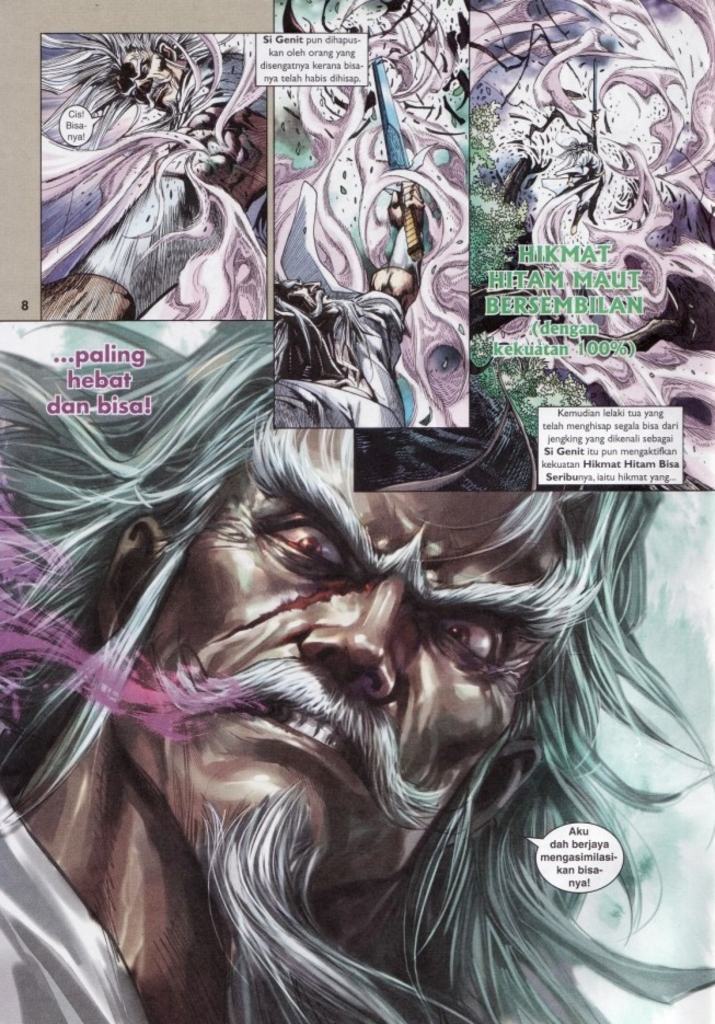 Cis!
Bisa-
nya!
Si Genit pun dihapus-
kan oleh orang yang
disengatnya kerana bisa-
nya telah habis dihisap.
HIKMAT
HITAM MAUT
BERSEMBILAN
(dengan
kekuatan 100%)
Kemudian lelaki tua yang
telah menghisap segala bisa dari
jengking yang dikenali sebagai
Si Genit itu pun mengaktifkan
kekuatan Hikmat Hitam Bisa
Seribunya, iaitu hikmat yang...
8
...paling
hebat
dan bisa!
Aku
dah berjaya
mengasimilasi-
kan bisa-
nya!